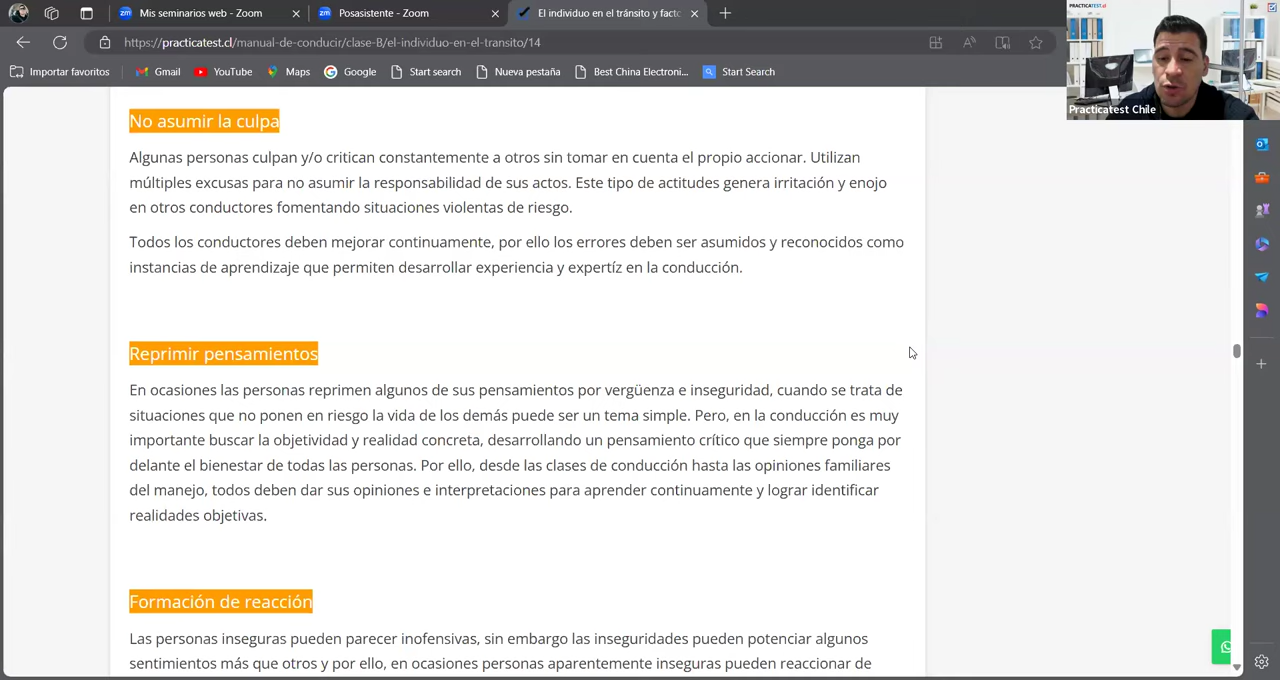 Mis seminarios web - Zoom
Posasistente - Zoom
El individuo en el tránsito y facto
https://practicatest.cl/manual-de-conducir/clase-B/el-individuo-en-el-transito/14
Importar favoritos
Gmail
YouTube
Maps
Google
Start search
Nueva pestaña
Best China Electroni...
Start Search
PRACTICATEST.cl
Practicatest Chile
No asumir la culpa
Algunas personas culpan y/o critican constantemente a otros sin tomar en cuenta el propio accionar. Utilizan
múltiples excusas para no asumir la responsabilidad de sus actos. Este tipo de actitudes genera irritación y enojo
en otros conductores fomentando situaciones violentas de riesgo.
Todos los conductores deben mejorar continuamente, por ello los errores deben ser asumidos y reconocidos como
instancias de aprendizaje que permiten desarrollar experiencia y expertíz en la conducción.
Reprimir pensamientos
En ocasiones las personas reprimen algunos de sus pensamientos por vergüenza e inseguridad, cuando se trata de
situaciones que no ponen en riesgo la vida de los demás puede ser un tema simple. Pero, en la conducción es muy
importante buscar la objetividad y realidad concreta, desarrollando un pensamiento crítico que siempre ponga por
delante el bienestar de todas las personas. Por ello, desde las clases de conducción hasta las opiniones familiares
del manejo, todos deben dar sus opiniones e interpretaciones para aprender continuamente y lograr identificar
realidades objetivas.
Formación de reacción
Las personas inseguras pueden parecer inofensivas, sin embargo las inseguridades pueden potenciar algunos
sentimientos más que otros y por ello, en ocasiones personas aparentemente inseguras pueden reaccionar de